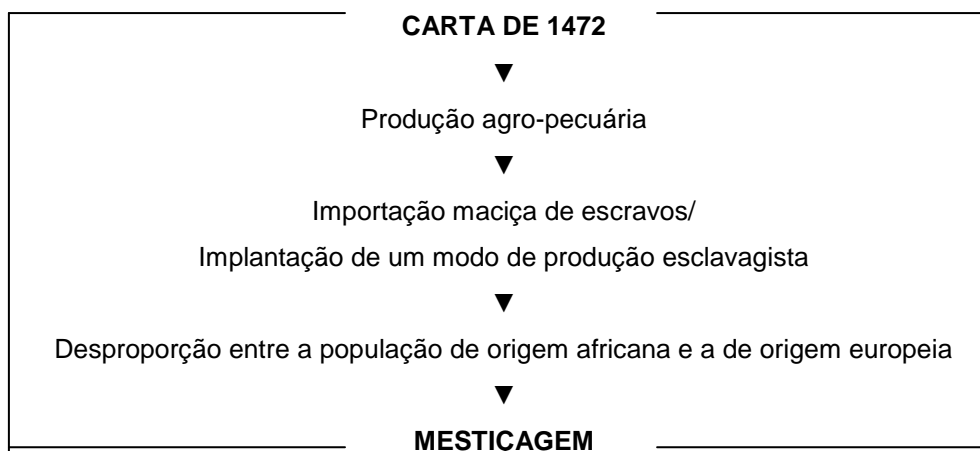 CARTA DE 1472
▼
Produção agro-pecuária
▼
Importação maciça de escravos/
Implantação de um modo de produção esclavagista
▼
Desproporção entre a população de origem africana e a de origem europeia
▼
MESTICAGEM